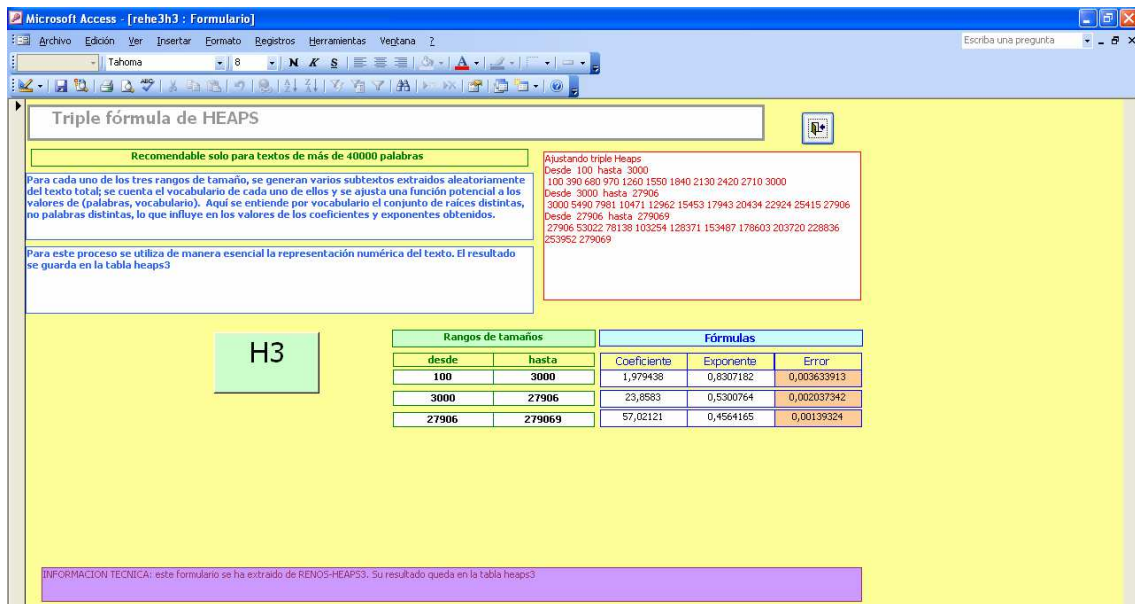 Microsoft Access - [rehe3h3 : Formulario]
Archivo Edición Ver Insertar Formato Registros Herramientas Ventana ?
Escriba una pregunta
Tahoma 8 N K S A
Triple fórmula de HEAPS
Recomendable solo para textos de más de 40000 palabras
Para cada uno de los tres rangos de tamaño, se generan varios subtextos extraidos aleatoriamente
del texto total; se cuenta el vocabulario de cada uno de ellos y se ajusta una función potencial a los
valores de (palabras, vocabulario). Aquí se entiende por vocabulario el conjunto de raíces distintas,
no palabras distintas, lo que influye en los valores de los coeficientes y exponentes obtenidos.
Para este proceso se utiliza de manera esencial la representación numérica del texto. El resultado
se guarda en la tabla heaps3
Ajustando triple Heaps
Desde 100 hasta 3000
100 390 680 970 1260 1550 1840 2130 2420 2710 3000
Desde 3000 hasta 27906
3000 5490 7981 10471 12962 15453 17943 20434 22924 25415 27906
Desde 27906 hasta 279069
27906 53022 78138 103254 128371 153487 178603 203720 228836
253952 279069
H3
Rangos de tamaños Fórmulas
desde hasta Coeficiente Exponente Error
100 3000 1,979438 0,8307182 0,003633913
3000 27906 23,8583 0,5300764 0,002037342
27906 279069 57,02121 0,4564165 0,00139324
INFORMACION TECNICA: este formulario se ha extraido de RENOS-HEAPS3. Su resultado queda en la tabla heaps3